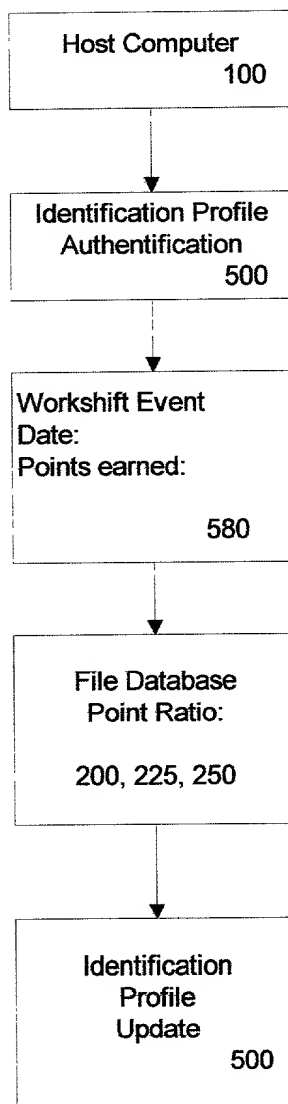 Host Computer
100
Identification Profile
Authentification
500
Workshift Event
Date:
Points earned:
580
File Database
Point Ratio:
200, 225, 250
Identification
Profile
Update
500